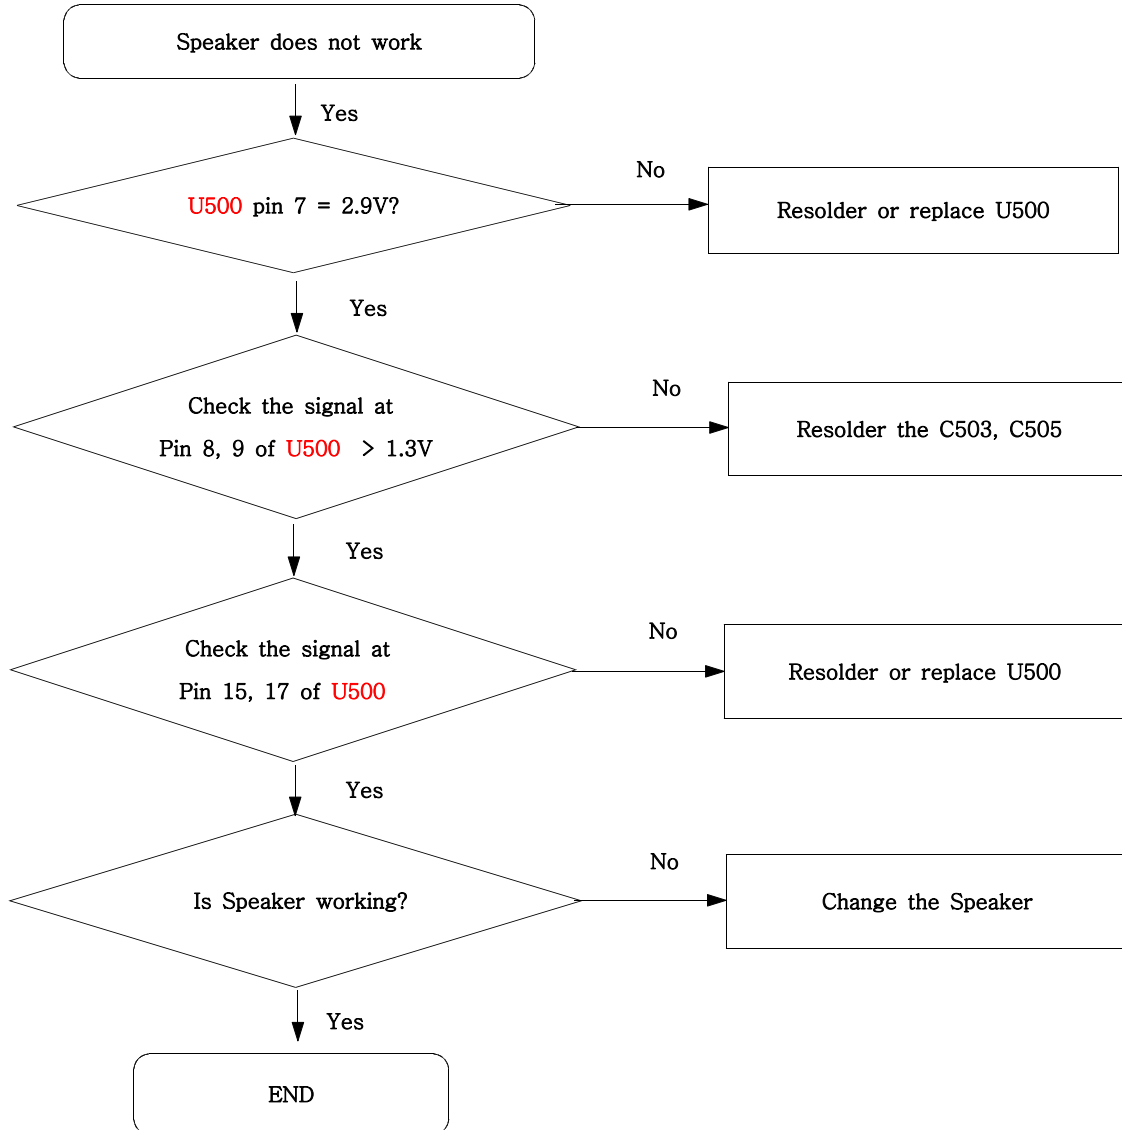 Speaker does not work
Yes
No
U500 pin 7 = 2.9V?
Resolder or replace U500
Yes
No
Check the signal at
Pin 8, 9 of U500 > 1.3V
Resolder the C503, C505
Yes
No
Check the signal at
Pin 15, 17 of U500
Resolder or replace U500
Yes
No
Is Speaker working?
Change the Speaker
Yes
END